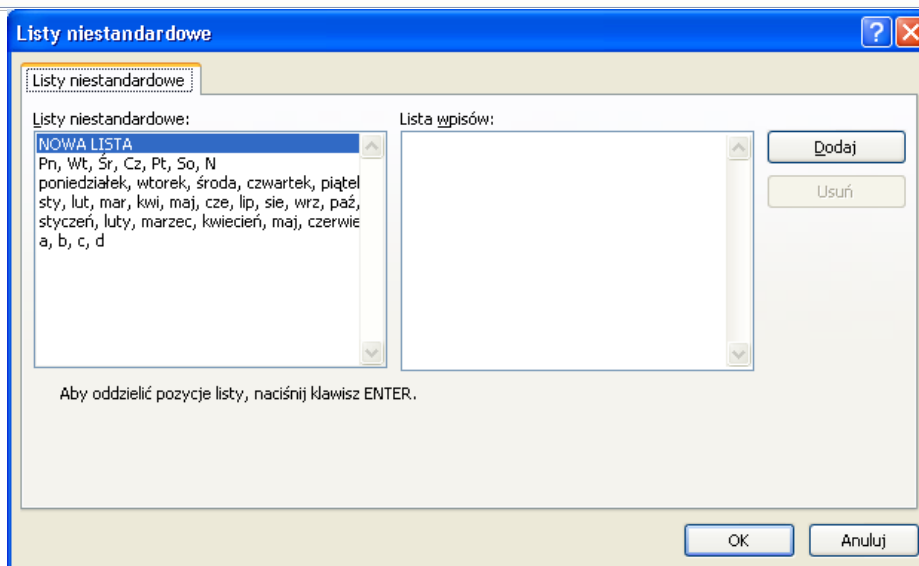 Listy niestandardowe
Listy niestandardowe
Listy niestandardowe:
NOWA LISTA
Pn, Wt, Śr, Cz, Pt, So, N
poniedziałek, wtorek, środa, czwartek, piątel
sty, lut, mar, kwi, maj, cze, lip, sie, wrz, paź,
styczeń, luty, marzec, kwiecień, maj, czerwie
a, b, c, d
Lista wpisów:
Dodaj
Usuń
Aby oddzielić pozycje listy, naciśnij klawisz ENTER.
OK
Anuluj